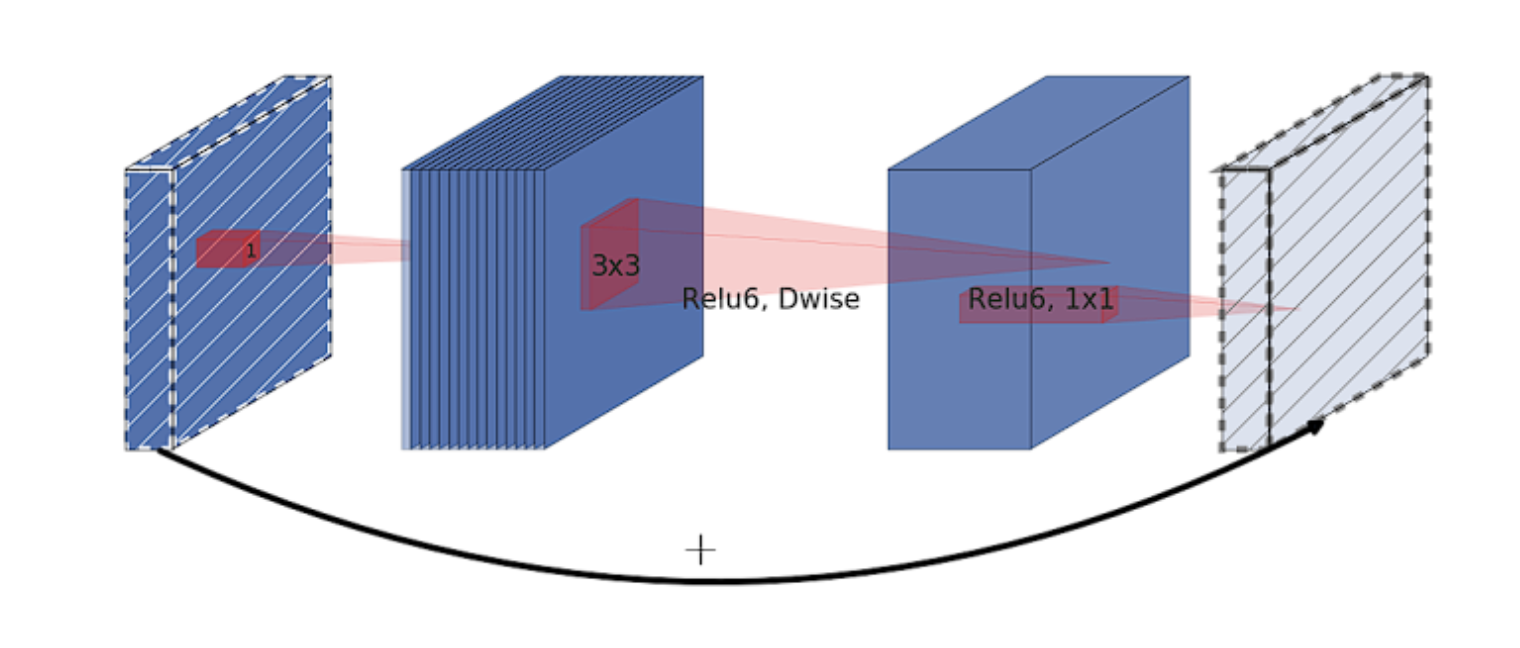 1
3x3
Relu6, Dwise
Relu6, 1x1
+